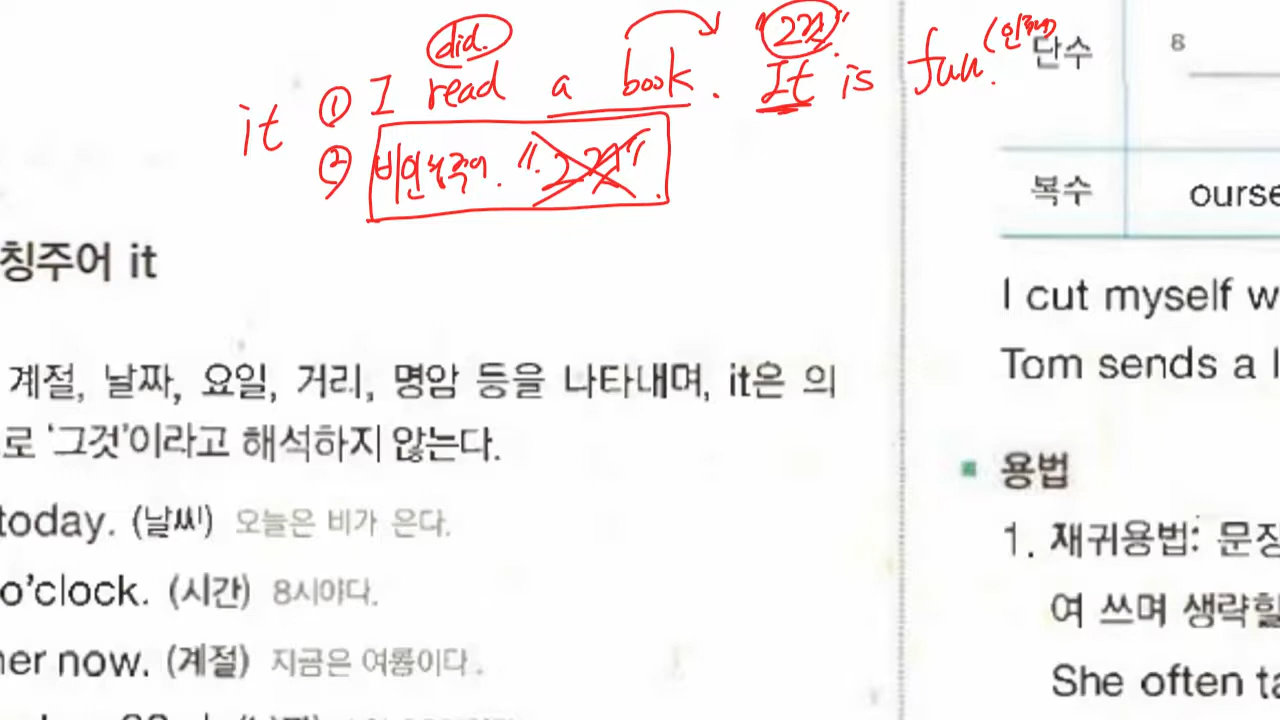 did. "그것" (인칭대)
it ① I read a book. It is fun.
② 비인칭주어. "그것".
칭주어 it
계절, 날짜, 요일, 거리, 명암 등을 나타내며, it은 의
로 '그것'이라고 해석하지 않는다.
today. (날씨) 오늘은 비가 온다.
o'clock. (시간) 8시이다.
her now. (계절) 지금은 여름이다.
단수 8
복수 ourse
I cut myself w
Tom sends a l
용법
1. 재귀용법: 문장
여 쓰며 생략할
She often ta